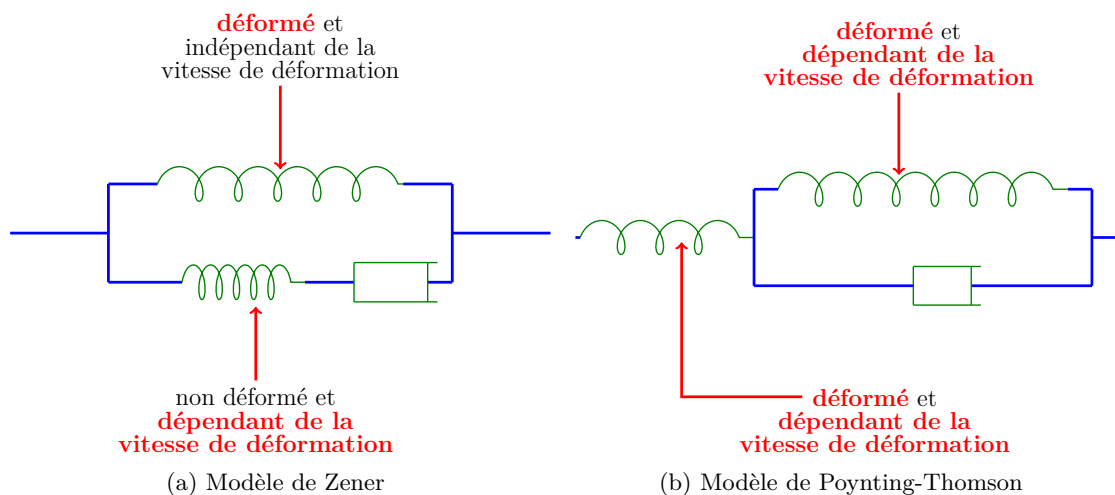 déformé et
indépendant de la
vitesse de déformation
non déformé et
dépendant de la
vitesse de déformation
(a) Modèle de Zener
déformé et
dépendant de la
vitesse de déformation
déformé et
dépendant de la
vitesse de déformation
(b) Modèle de Poynting-Thomson